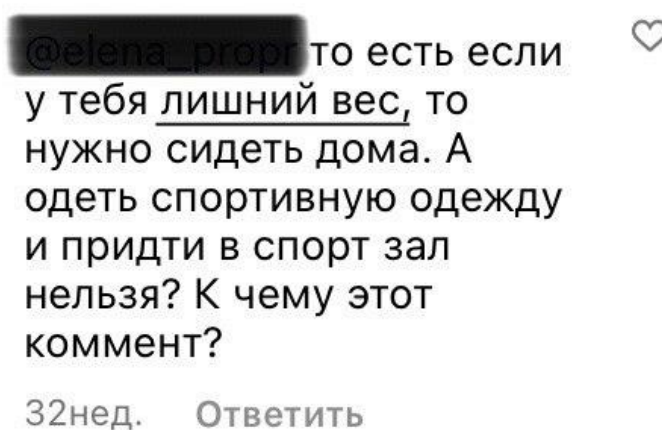 то есть если
у тебя лишний вес, то
нужно сидеть дома. А
одеть спортивную одежду
и придти в спорт зал
нельзя? К чему этот
коммент?
32нед. Ответить